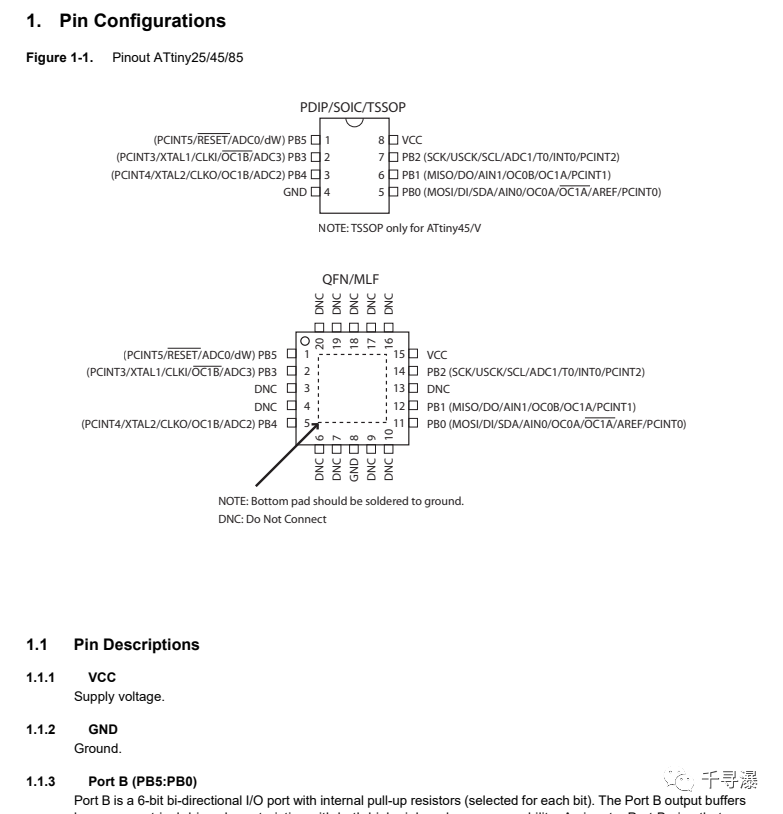 1. Pin Configurations
Figure 1-1. Pinout ATtiny25/45/85
PDIP/SOIC/TSSOP
(PCINT5/RESET/ADC0/dW) PB5 1 8 VCC
(PCINT3/XTAL1/CLKI/OC1B/ADC3) PB3 2 7 PB2 (SCK/USCK/SCL/ADC1/T0/INT0/PCINT2)
(PCINT4/XTAL2/CLKO/OC1B/ADC2) PB4 3 6 PB1 (MISO/DO/AIN1/OC0B/OC1A/PCINT1)
GND 4 5 PB0 (MOSI/DI/SDA/AIN0/OC0A/OC1A/AREF/PCINT0)
NOTE: TSSOP only for ATtiny45/V
QFN/MLF
DNC DNC DNC DNC DNC
20 19 18 17 16
(PCINT5/RESET/ADC0/dW) PB5 1 15 VCC
(PCINT3/XTAL1/CLKI/OC1B/ADC3) PB3 2 14 PB2 (SCK/USCK/SCL/ADC1/T0/INT0/PCINT2)
DNC 3 13 DNC
DNC 4 12 PB1 (MISO/DO/AIN1/OC0B/OC1A/PCINT1)
(PCINT4/XTAL2/CLKO/OC1B/ADC2) PB4 5 11 PB0 (MOSI/DI/SDA/AIN0/OC0A/OC1A/AREF/PCINT0)
6 7 8 9 10
DNC DNC GND DNC DNC
NOTE: Bottom pad should be soldered to ground.
DNC: Do Not Connect
1.1 Pin Descriptions
1.1.1 VCC
Supply voltage.
1.1.2 GND
Ground.
1.1.3 Port B (PB5:PB0)
Port B is a 6-bit bi-directional I/O port with internal pull-up resistors (selected for each bit). The Port B output buffers
千寻瀑